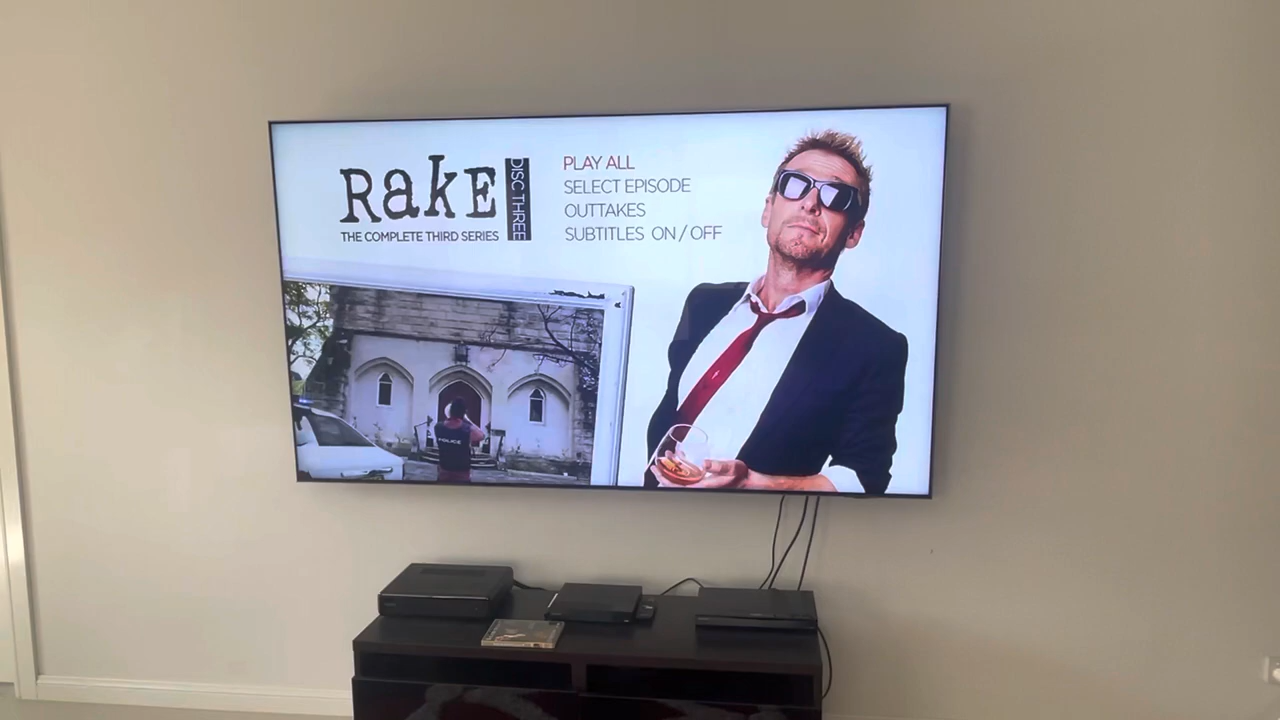 Rake
DISC THREE
THE COMPLETE THIRD SERIES
PLAY ALL
SELECT EPISODE
OUTTAKES
SUBTITLES ON / OFF
POLICE